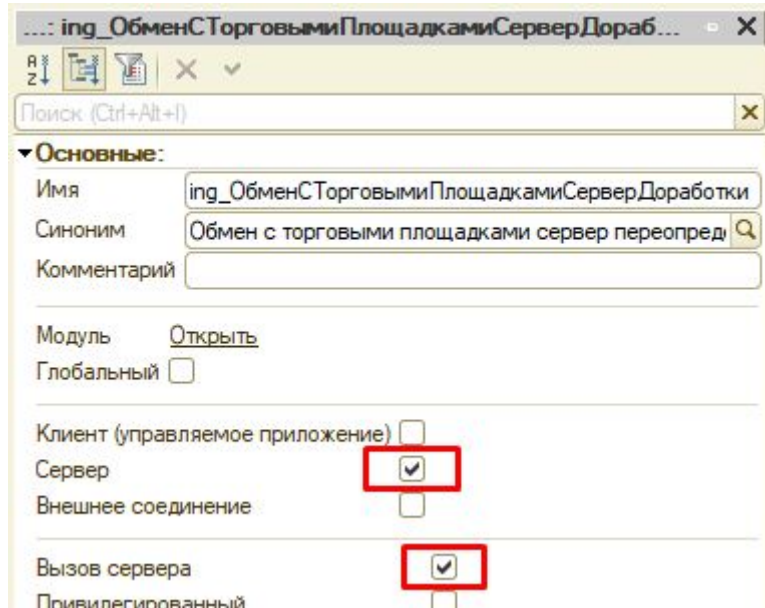 ...: ing_ОбменСТорговымиПлощадкамиСерверДораб...
Поиск (Ctrl+Alt+I)
Основные:
Имя ing_ОбменСТорговымиПлощадкамиСерверДоработки
Синоним Обмен с торговыми площадками сервер переопред
Комментарий
Модуль Открыть
Глобальный
Клиент (управляемое приложение)
Сервер
Внешнее соединение
Вызов сервера
Привилегированный